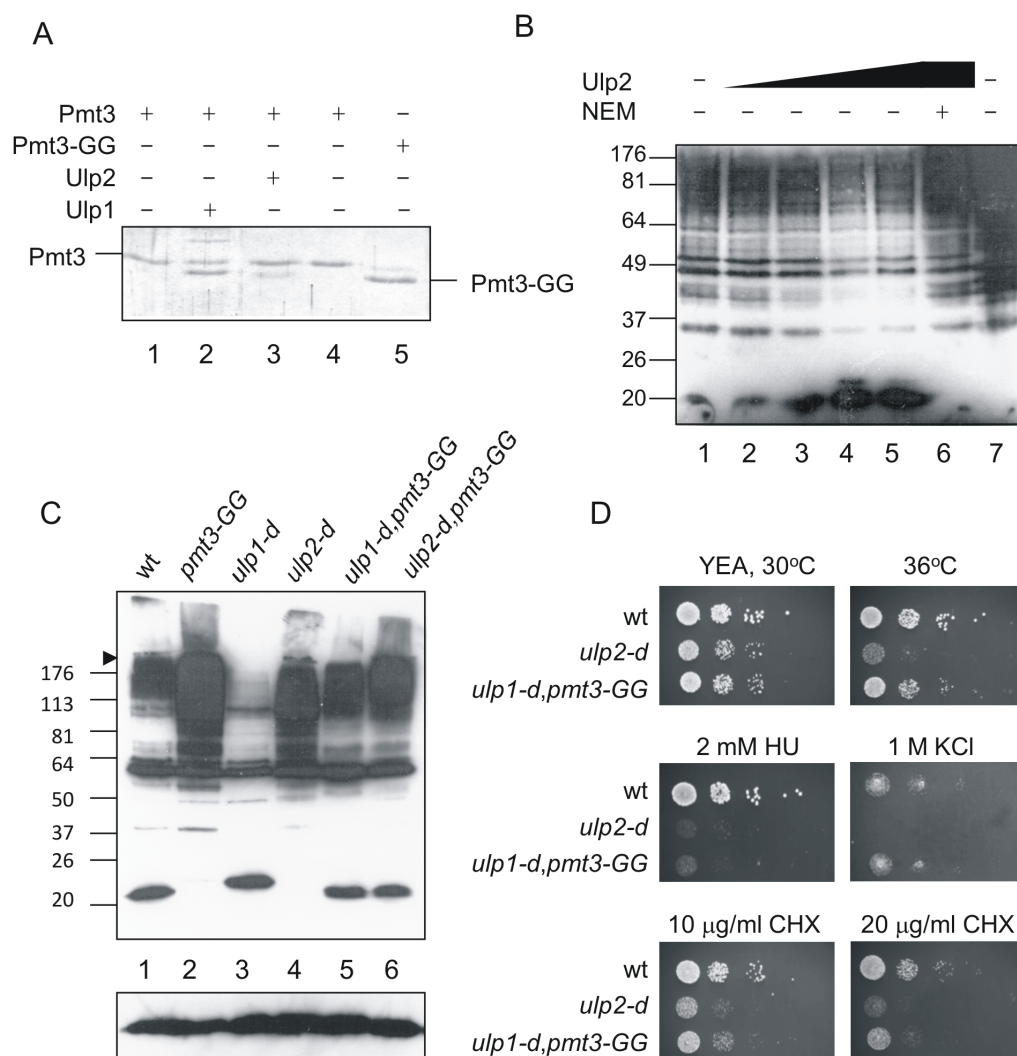 A
Pmt3 + + + + –
Pmt3-GG – – – – +
Ulp2 – – + – –
Ulp1 – + – – –
Pmt3
Pmt3-GG
1 2 3 4 5
B
Ulp2 – –
NEM – – – – – + –
176
81
64
49
37
26
20
1 2 3 4 5 6 7
C
wt
pmt3-GG
ulp1-d
ulp2-d
ulp1-d,pmt3-GG
ulp2-d,pmt3-GG
176
113
81
64
50
37
26
20
1 2 3 4 5 6
D
YEA, 30°C 36°C
wt
ulp2-d
ulp1-d,pmt3-GG
2 mM HU 1 M KCl
wt
ulp2-d
ulp1-d,pmt3-GG
10 µg/ml CHX 20 µg/ml CHX
wt
ulp2-d
ulp1-d,pmt3-GG